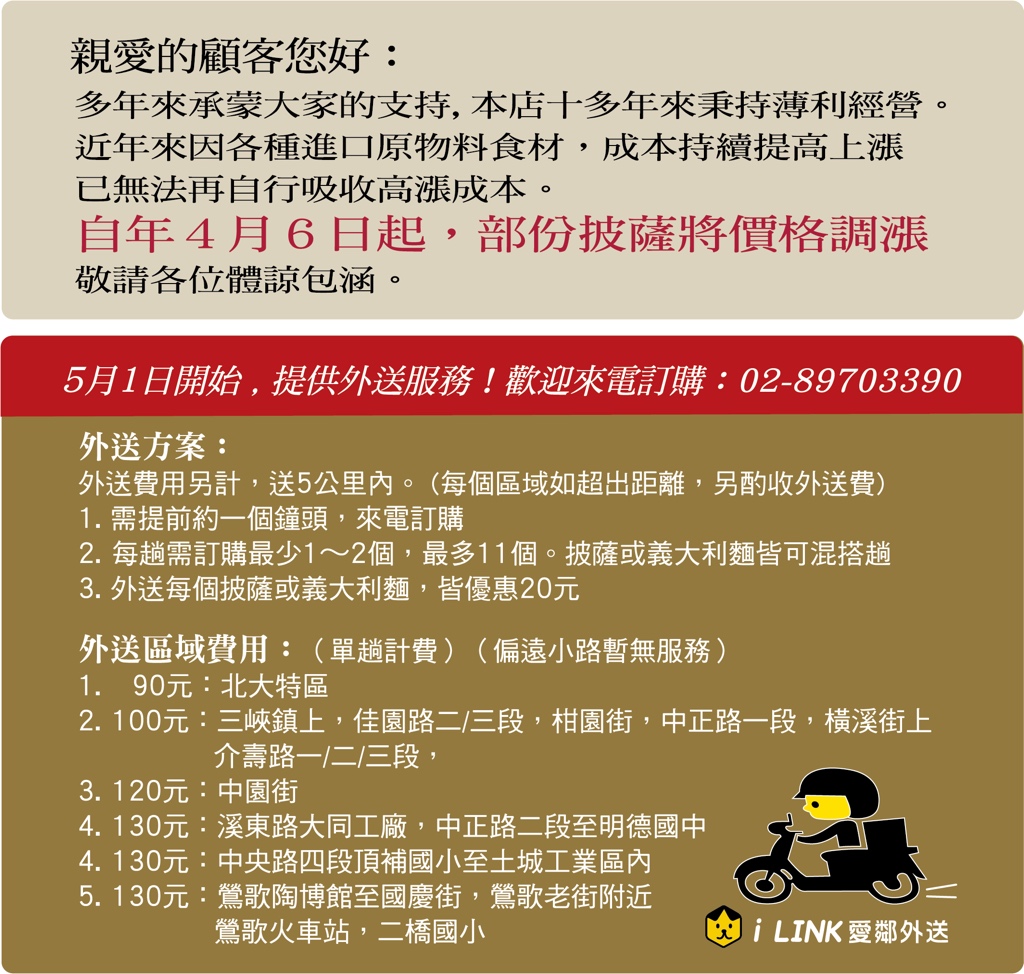 親愛的顧客您好：
多年來承蒙大家的支持, 本店十多年來秉持薄利經營。
近年來因各種進口原物料食材，成本持續提高上漲
已無法再自行吸收高漲成本。
自年４月６日起，部份披薩將價格調漲
敬請各位體諒包涵。
5月1日開始 , 提供外送服務！歡迎來電訂購：02-89703390
外送方案：
外送費用另計，送5公里內。（每個區域如超出距離，另酌收外送費）
1. 需提前約一個鐘頭，來電訂購
2. 每趟需訂購最少1～2個，最多11個。披薩或義大利麵皆可混搭趟
3. 外送每個披薩或義大利麵，皆優惠20元
外送區域費用：（單趟計費）（偏遠小路暫無服務）
1. 90元：北大特區
2. 100元：三峽鎮上，佳園路二/三段，柑園街，中正路一段，橫溪街上
介壽路一/二/三段，
3. 120元：中園街
4. 130元：溪東路大同工廠，中正路二段至明德國中
4. 130元：中央路四段頂補國小至土城工業區內
5. 130元：鶯歌陶博館至國慶街，鶯歌老街附近
鶯歌火車站，二橋國小
i LINK 愛鄰外送